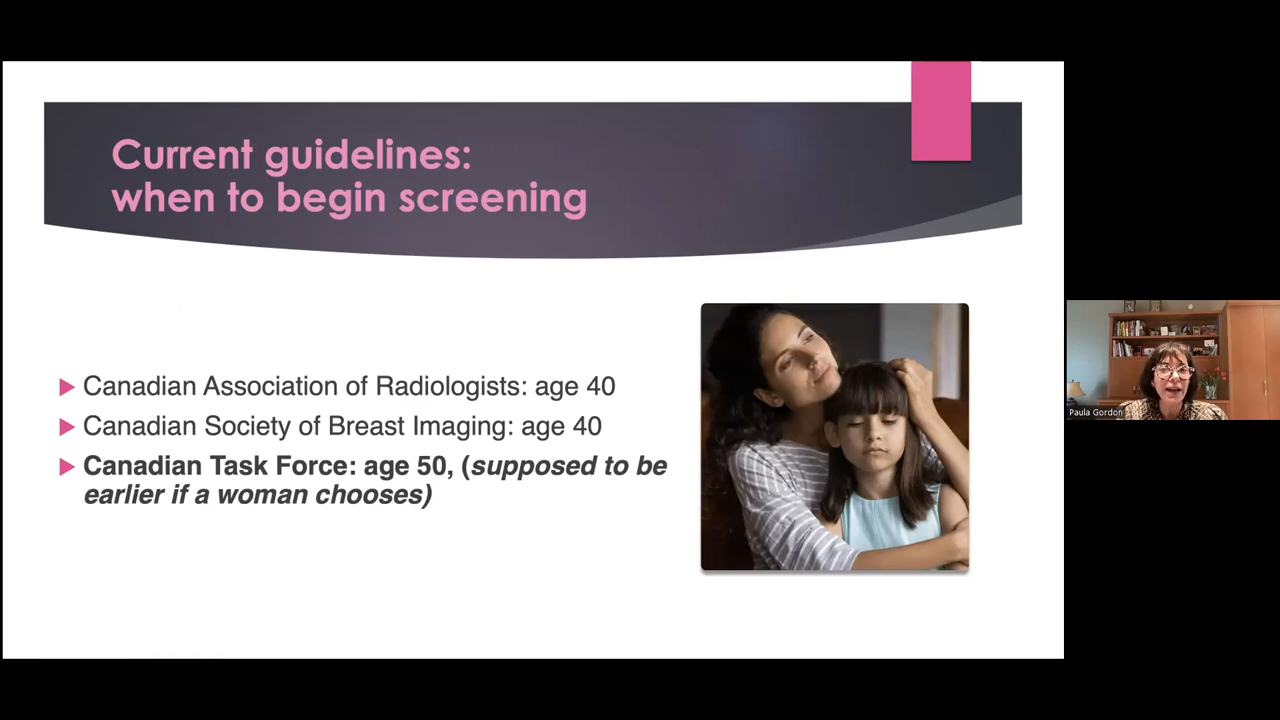 Current guidelines:
when to begin screening
Canadian Association of Radiologists: age 40
Canadian Society of Breast Imaging: age 40
Canadian Task Force: age 50, (supposed to be
earlier if a woman chooses)
Paula Gordon